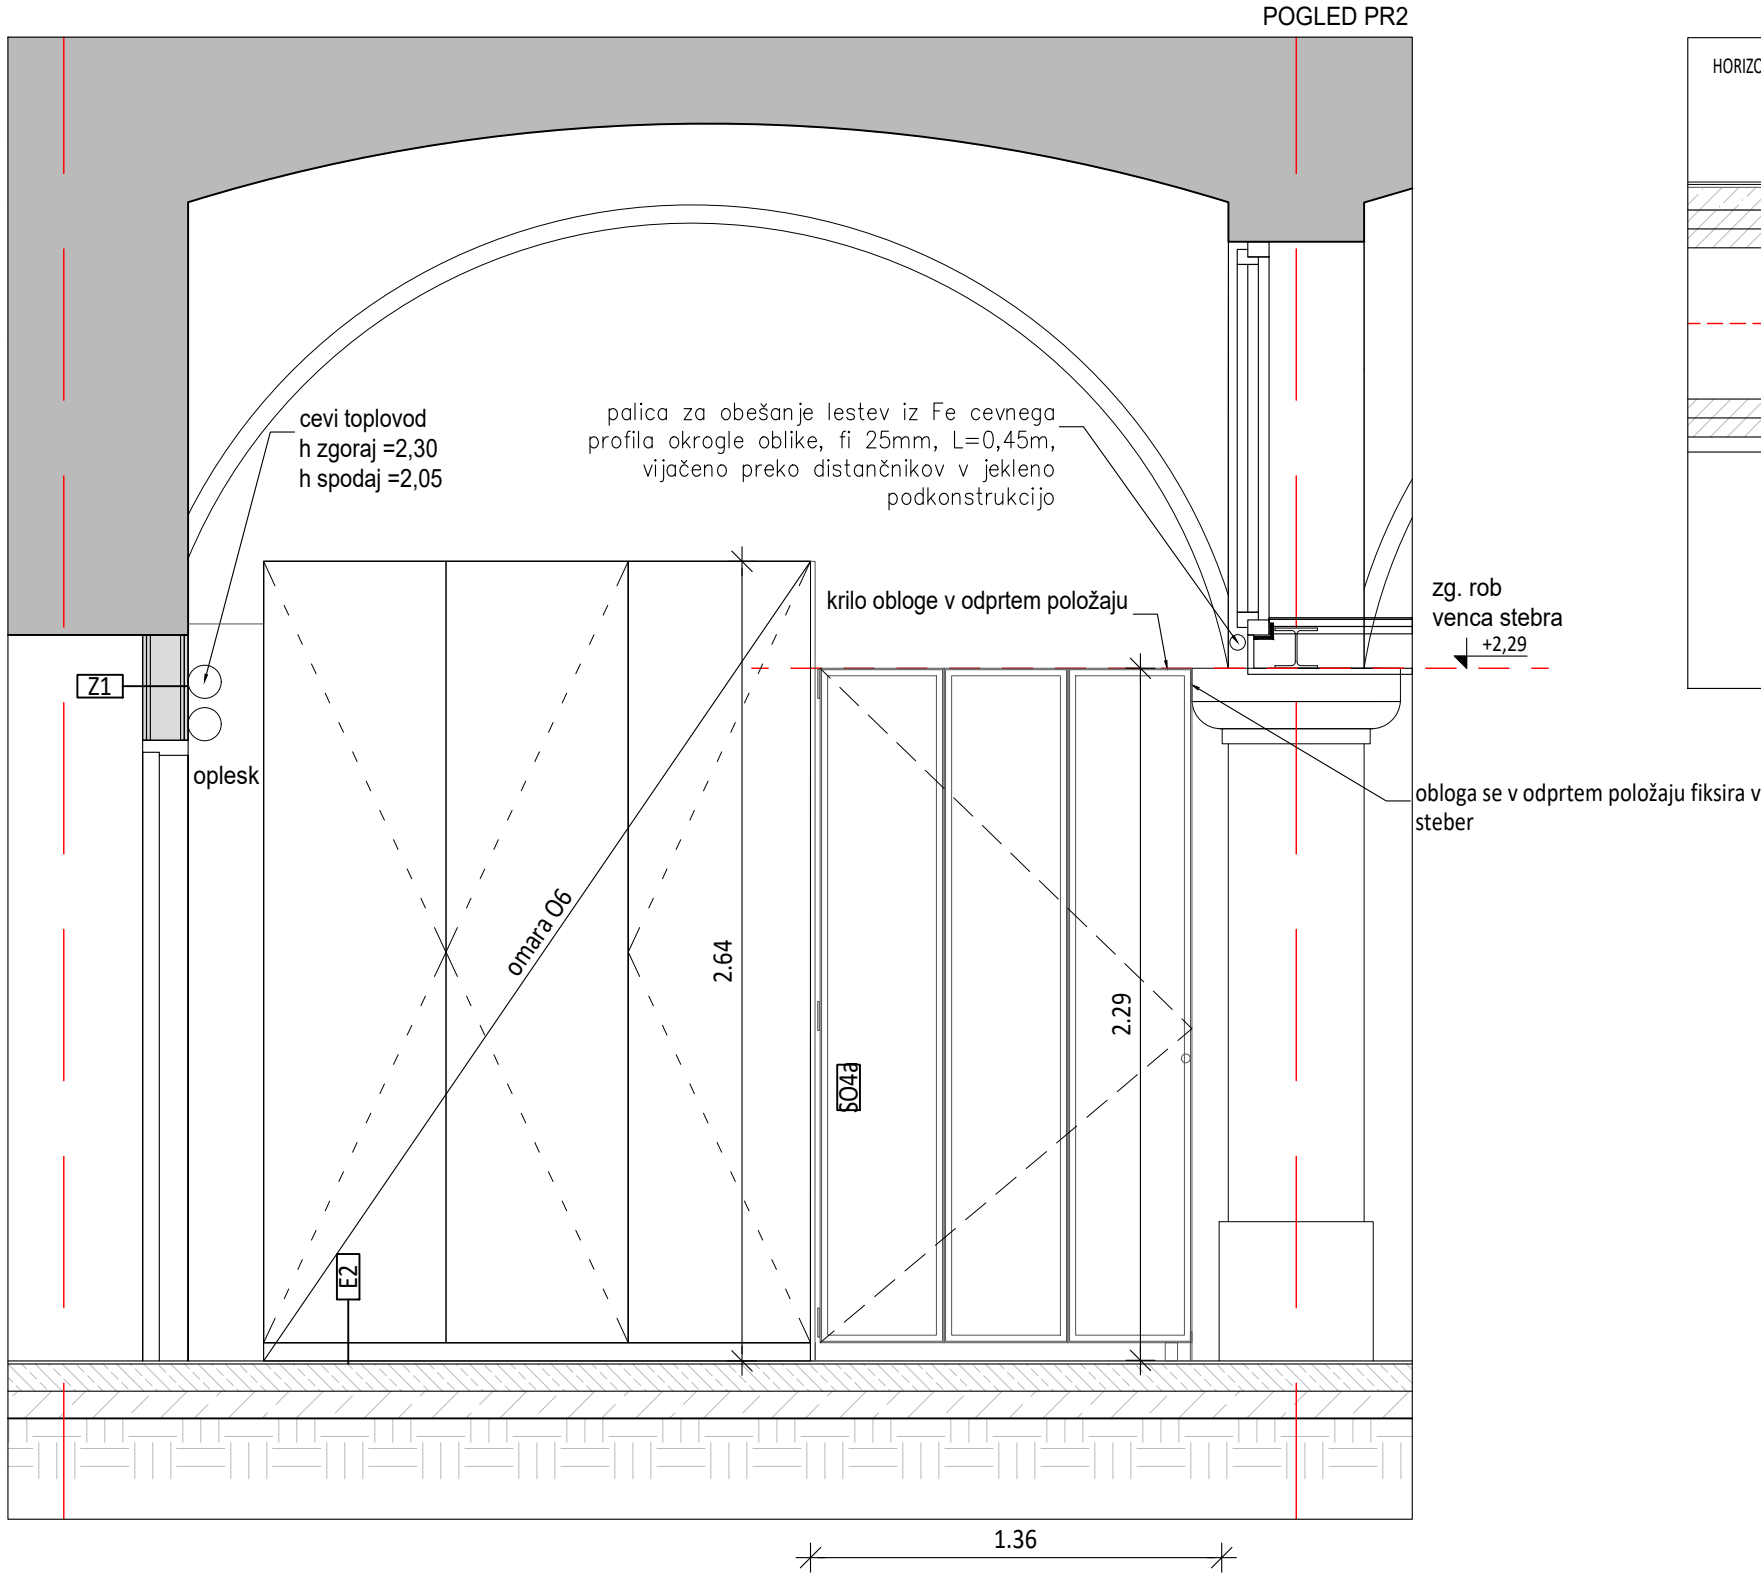 POGLED PR2
HORIZO
cevi toplovod
h zgoraj =2,30
h spodaj =2,05
palica za obešanje lestev iz Fe cevnega
profila okrogle oblike, fi 25mm, L=0,45m,
vijačeno preko distančnikov v jekleno
podkonstrukcijo
krilo obloge v odprtem položaju
zg. rob
venca stebra
+2,29
Z1
oplesk
obloga se v odprtem položaju fiksira v
steber
omara O6
2.64
2.29
SO4a
E2
1.36